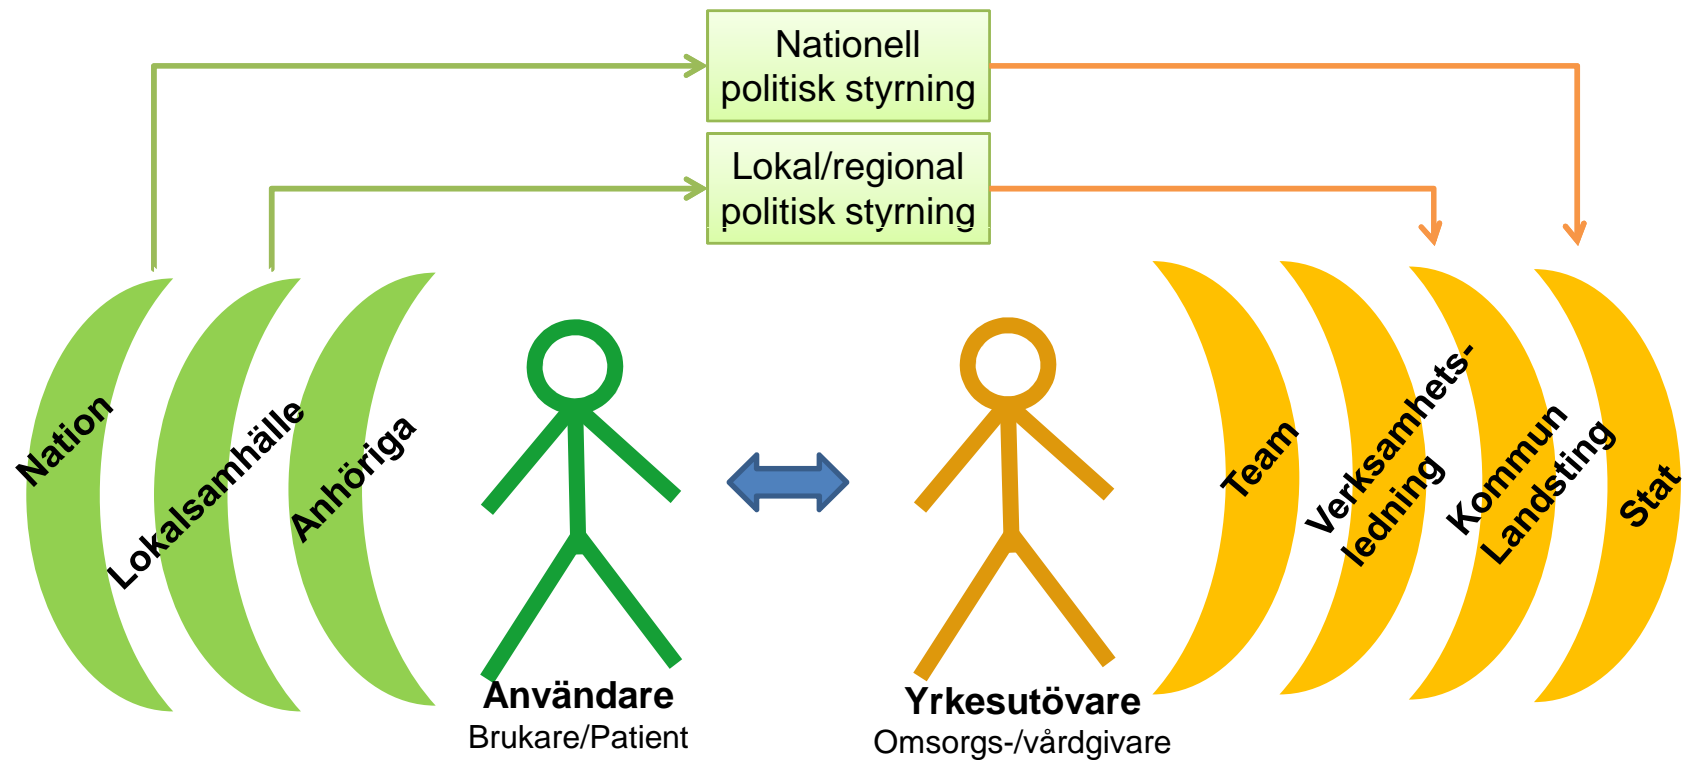 Nationell
politisk styrning
Lokal/regional
politisk styrning
Nation
Lokalsamhälle
Anhöriga
Team
Verksamhets-
ledning
Kommun
Landsting
Stat
Användare
Brukare/Patient
Yrkesutövare
Omsorgs-/vårdgivare